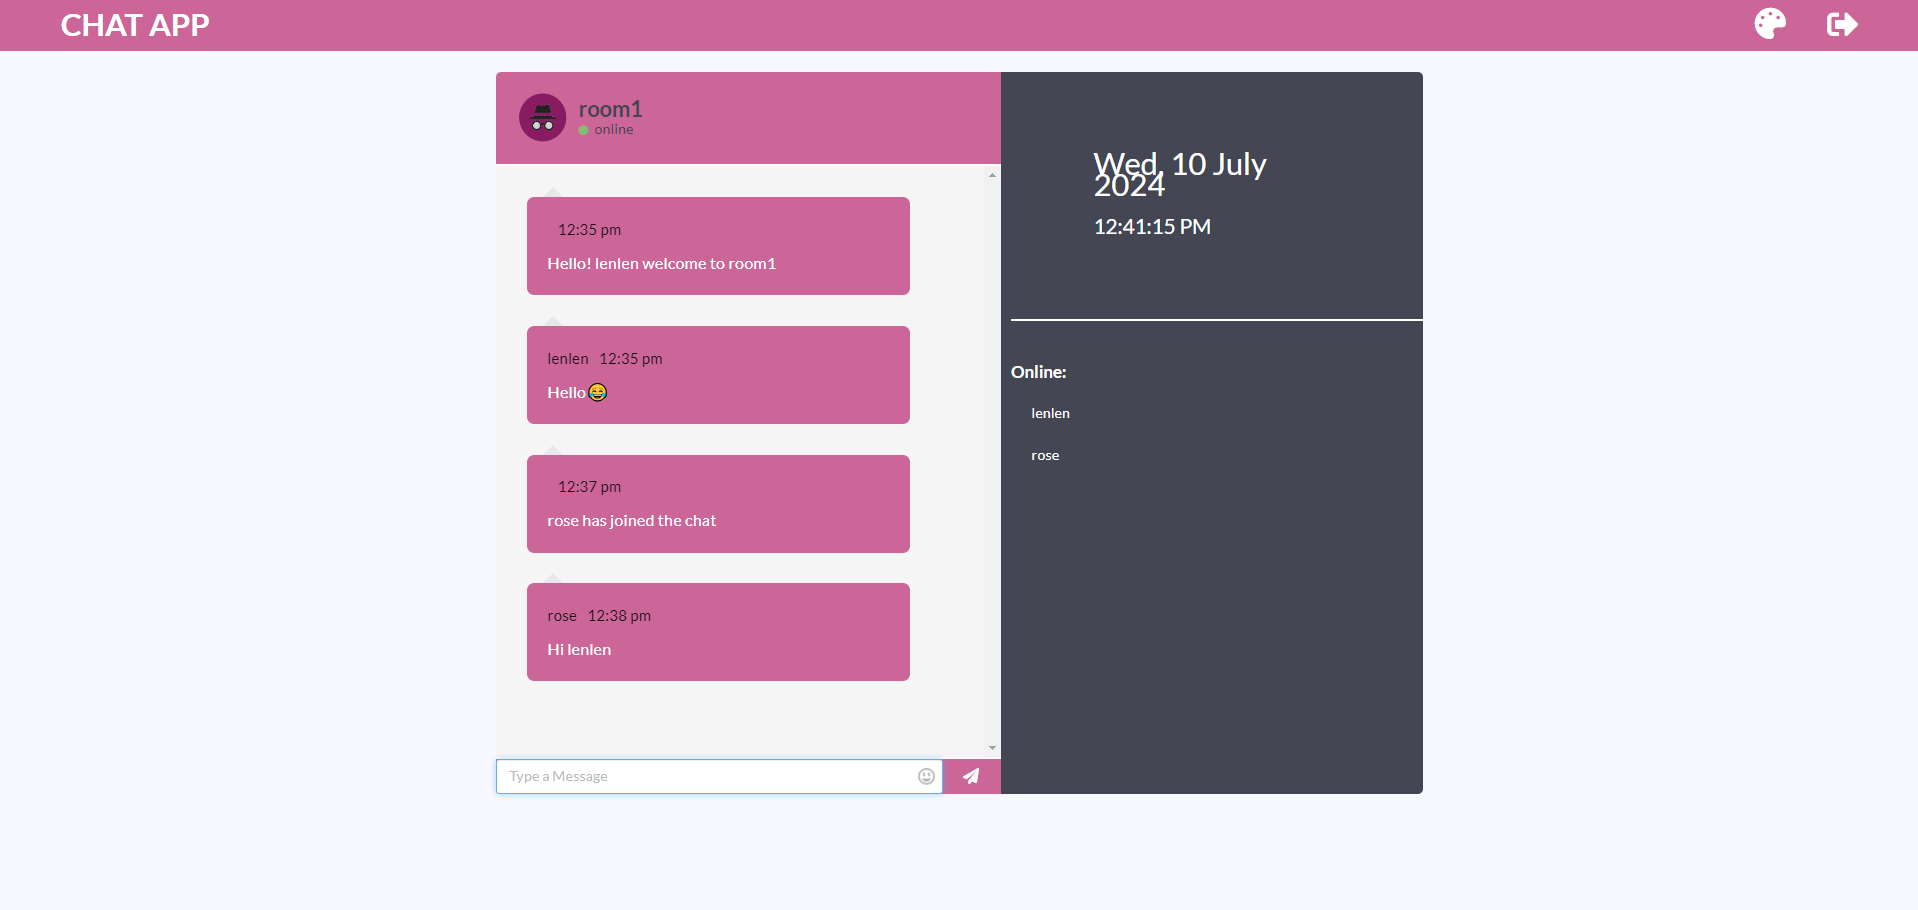 CHAT APP
room1
online
12:35 pm
Hello! lenlen welcome to room1
lenlen 12:35 pm
Hello 😂
12:37 pm
rose has joined the chat
rose 12:38 pm
Hi lenlen
Type a Message
Wed, 10 July
2024
12:41:15 PM
Online:
lenlen
rose